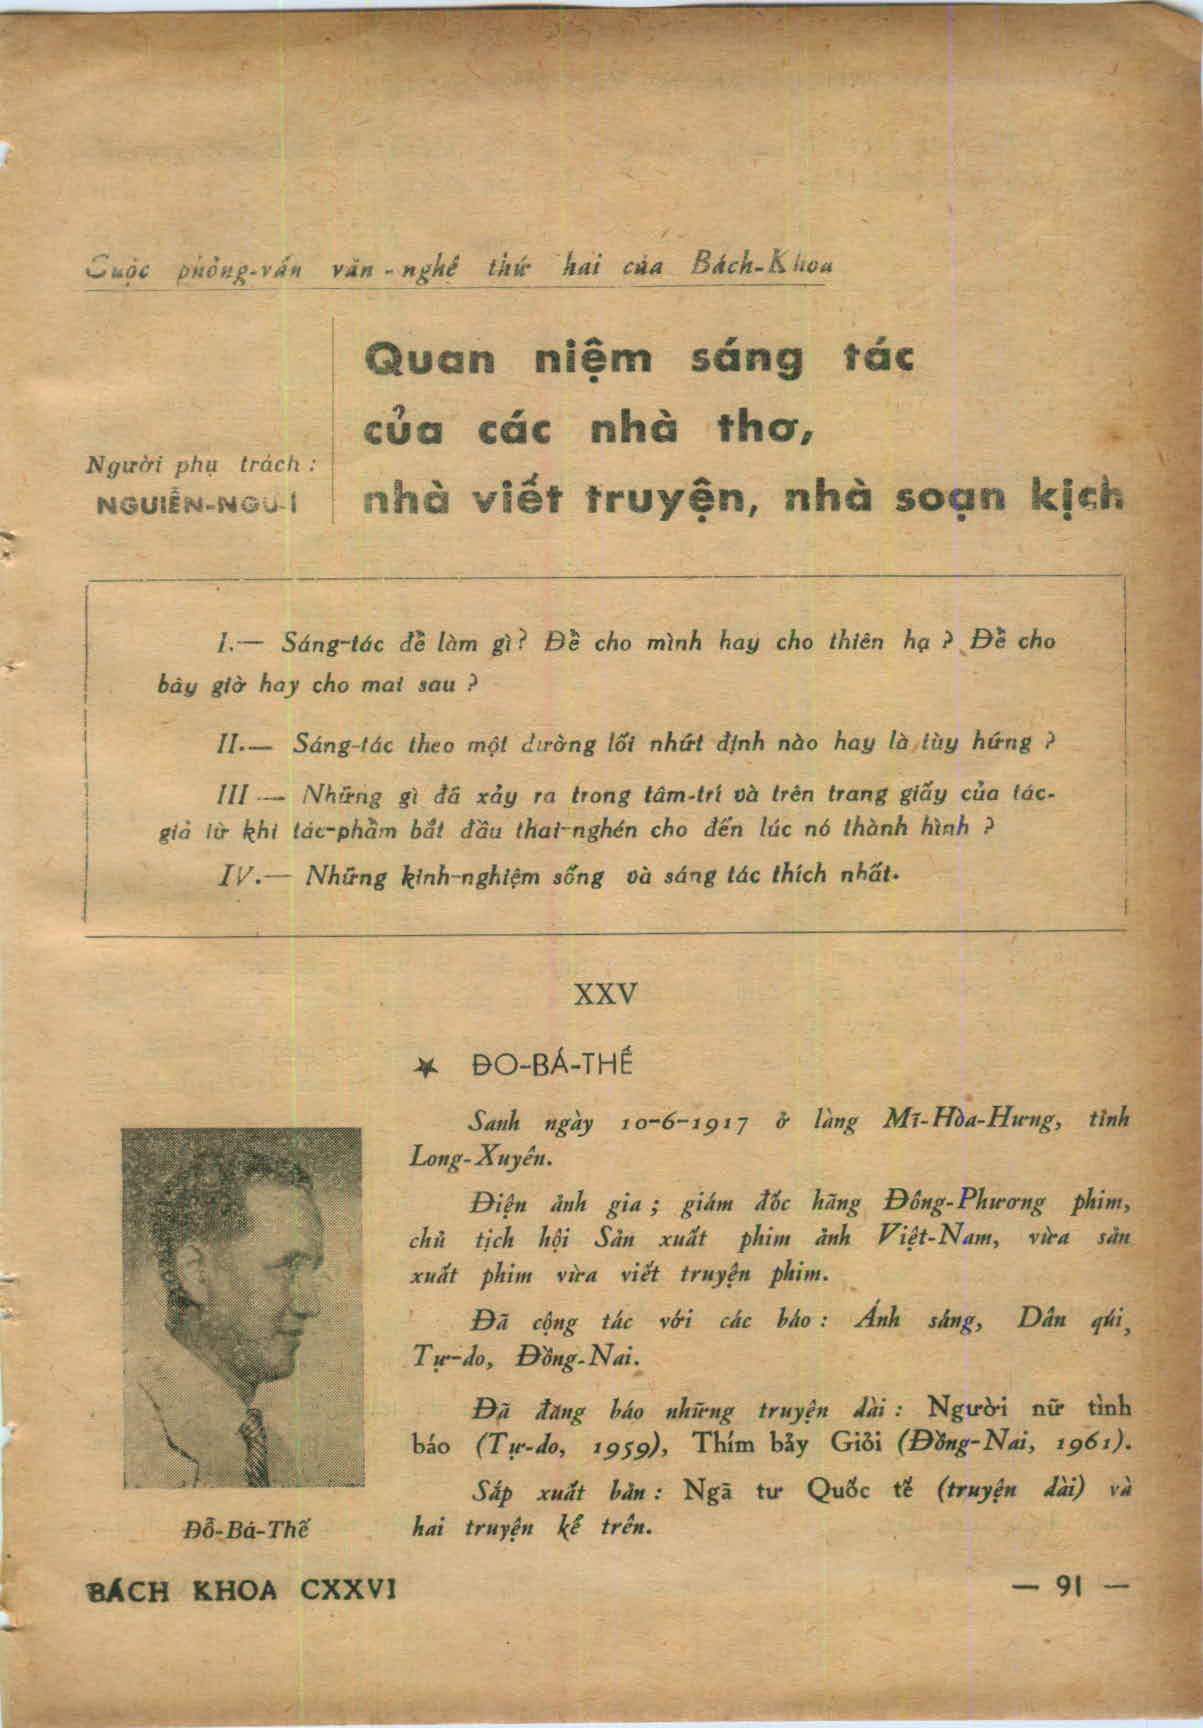 Cuộc phỏng-vấn văn-nghệ thứ hai của Bách-Khoa
Người phụ trách :
NGUIỄN-NGU-Í
Quan niệm sáng tác
của các nhà thơ,
nhà viết truyện, nhà soạn kịch
I.— Sáng-tác để làm gì? Để cho mình hay cho thiên hạ ? Để cho
bây giờ hay cho mai sau ?
II.— Sáng-tác theo một đường lối nhứt định nào hay là tùy hứng ?
III — Những gì đã xảy ra trong tâm-trí và trên trang giấy của tác-
giả từ khi tác-phẩm bắt đầu thai-nghén cho đến lúc nó thành hình ?
IV.— Những kinh-nghiệm sống và sáng tác thích nhất.
XXV
★ ĐO-BÁ-THẾ
Sanh ngày 10-6-1917 ở làng Mĩ-Hòa-Hưng, tỉnh
Long-Xuyên.
Điện ảnh gia ; giám đốc hãng Đông-Phương phim,
chủ tịch hội Sản xuất phim ảnh Việt-Nam, vừa sản
xuất phim vừa viết truyện phim.
Đã cộng tác với các báo : Ánh sáng, Dân qúi,
Tự-do, Đồng-Nai.
Đã đăng báo những truyện dài : Người nữ tình
báo (Tự-do, 1959), Thím bảy Giỏi (Đồng-Nai, 1961).
Sắp xuất bản : Ngã tư Quốc tế (truyện dài) và
hai truyện kể trên.
Đỗ-Bá-Thế
BÁCH KHOA CXXVI
— 91 —